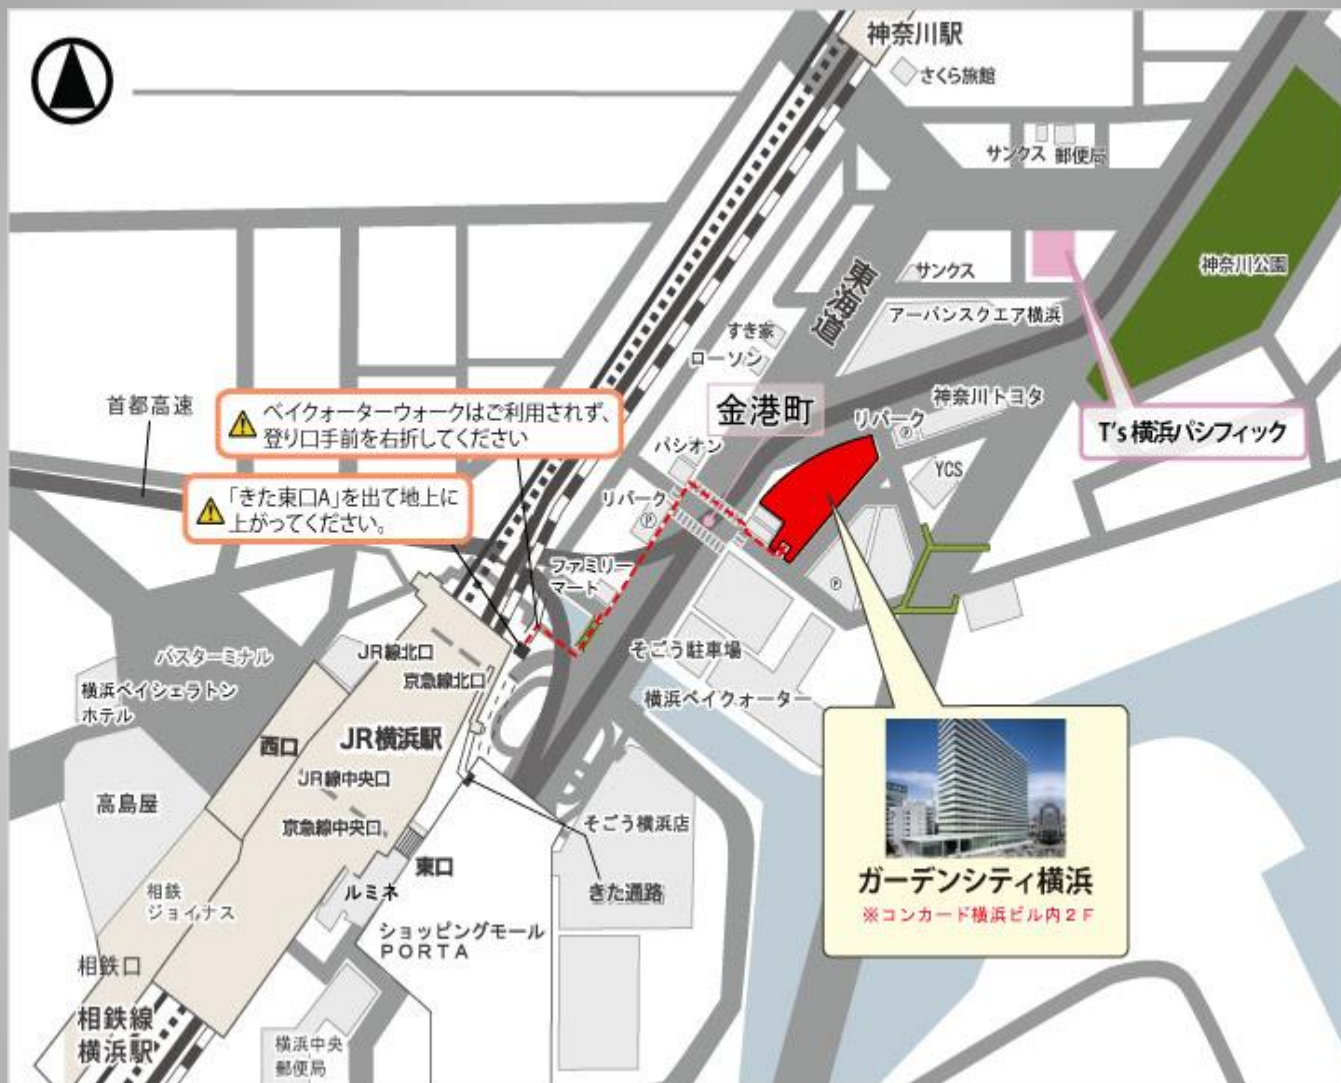 神奈川駅
さくら旅館
サンクス 郵便局
神奈川公園
東海道
サンクス
アーバンスクエア横浜
すき家
ローソン
首都高速
ベイクォーターウォークはご利用されず、
登り口手前を右折してください
金港町
神奈川トヨタ
リパーク
P
T's 横浜パシフィック
パシオン
YCS
「きた東口A」を出て地上に
上がってください。
リパーク
P
ファミリー
マート
P
そごう駐車場
横浜ベイクォーター
バスターミナル
JR線北口
京急線北口
横浜ベイシェラトン
ホテル
西口
JR横浜駅
JR線中央口
高島屋
京急線中央口
そごう横浜店
東口
ルミネ
きた通路
相鉄
ジョイナス
ショッピングモール
PORTA
ガーデンシティ横浜
※コンカード横浜ビル内2F
相鉄口
相鉄線
横浜駅
横浜中央
郵便局